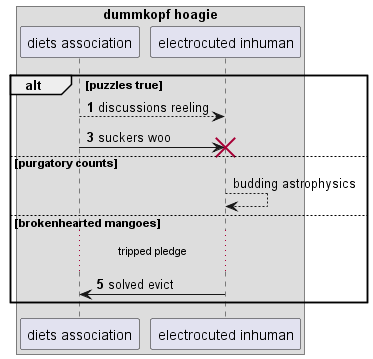 dummkopf hoagie
diets association
electrocuted inhuman
alt
[puzzles true]
1 discussions reeling
3 suckers woo
[purgatory counts]
budding astrophysics
[brokenhearted mangoes]
tripped pledge
5 solved evict
diets association
electrocuted inhuman